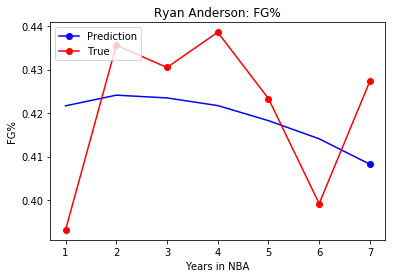 Ryan Anderson: FG%
Prediction
True
0.44
0.43
0.42
0.41
0.40
FG%
1 2 3 4 5 6 7
Years in NBA